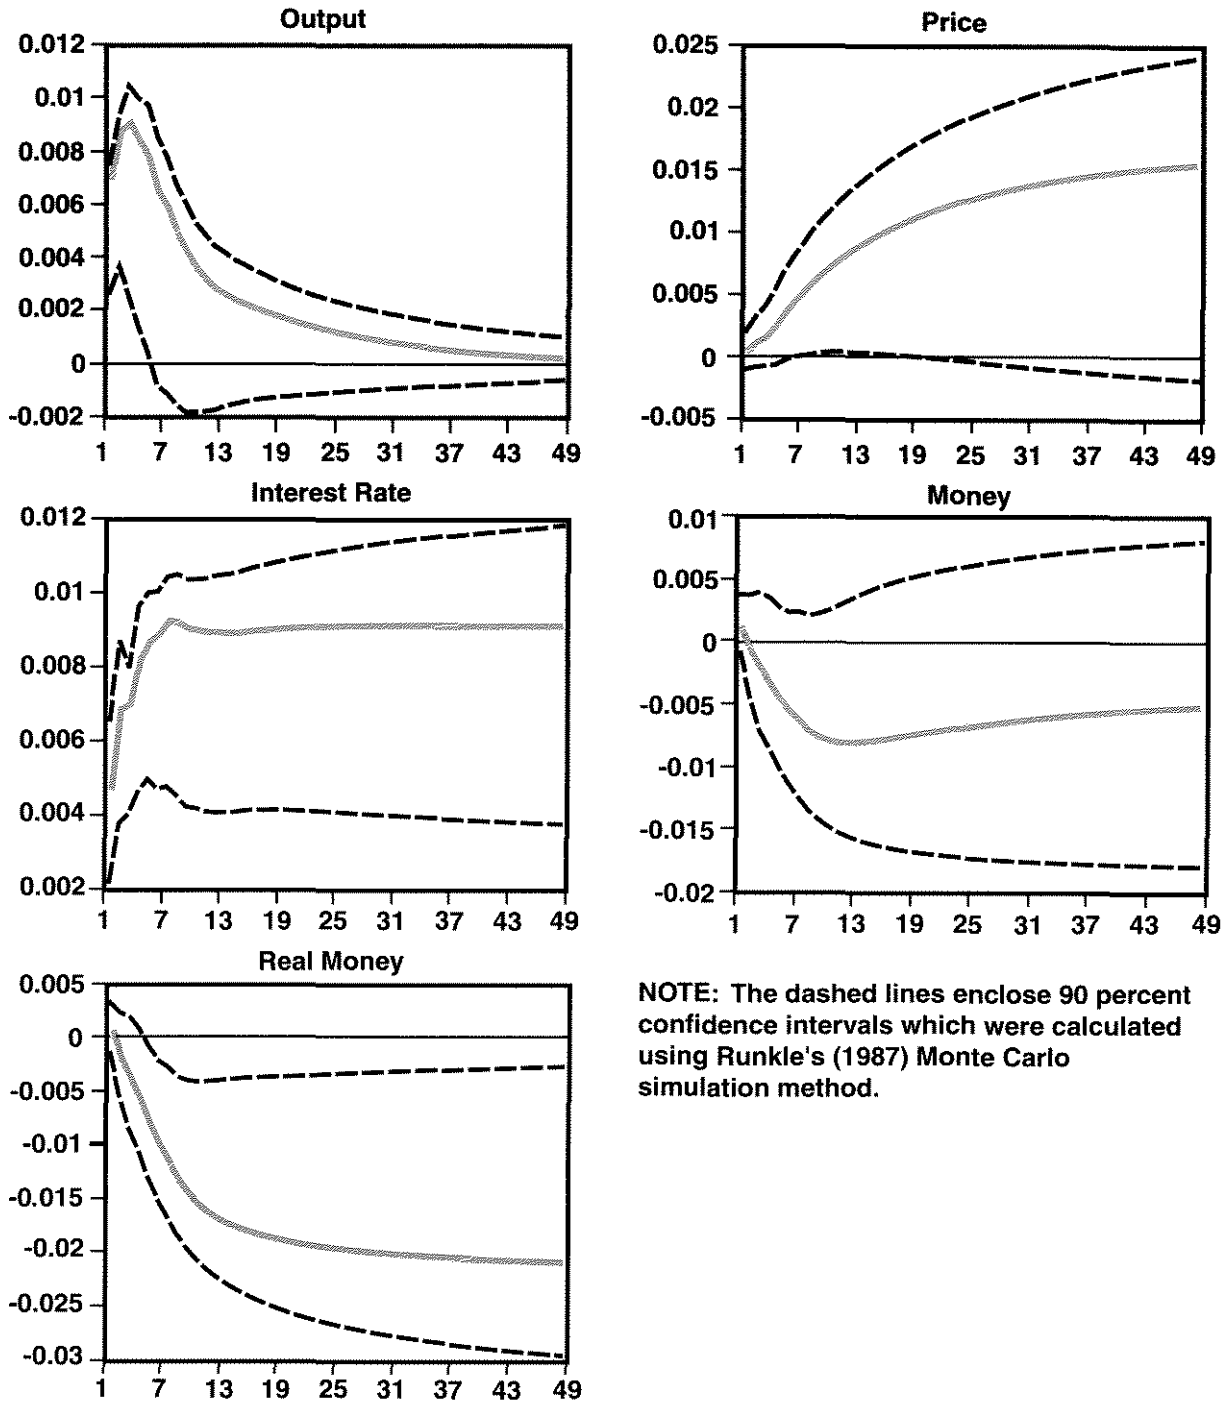 Output
0.012
0.01
0.008
0.006
0.004
0.002
0
-0.002
1 7 13 19 25 31 37 43 49
Price
0.025
0.02
0.015
0.01
0.005
0
-0.005
1 7 13 19 25 31 37 43 49
Interest Rate
0.012
0.01
0.008
0.006
0.004
0.002
1 7 13 19 25 31 37 43 49
Money
0.01
0.005
0
-0.005
-0.01
-0.015
-0.02
1 7 13 19 25 31 37 43 49
Real Money
0.005
0
-0.005
-0.01
-0.015
-0.02
-0.025
-0.03
1 7 13 19 25 31 37 43 49
NOTE: The dashed lines enclose 90 percent
confidence intervals which were calculated
using Runkle's (1987) Monte Carlo
simulation method.